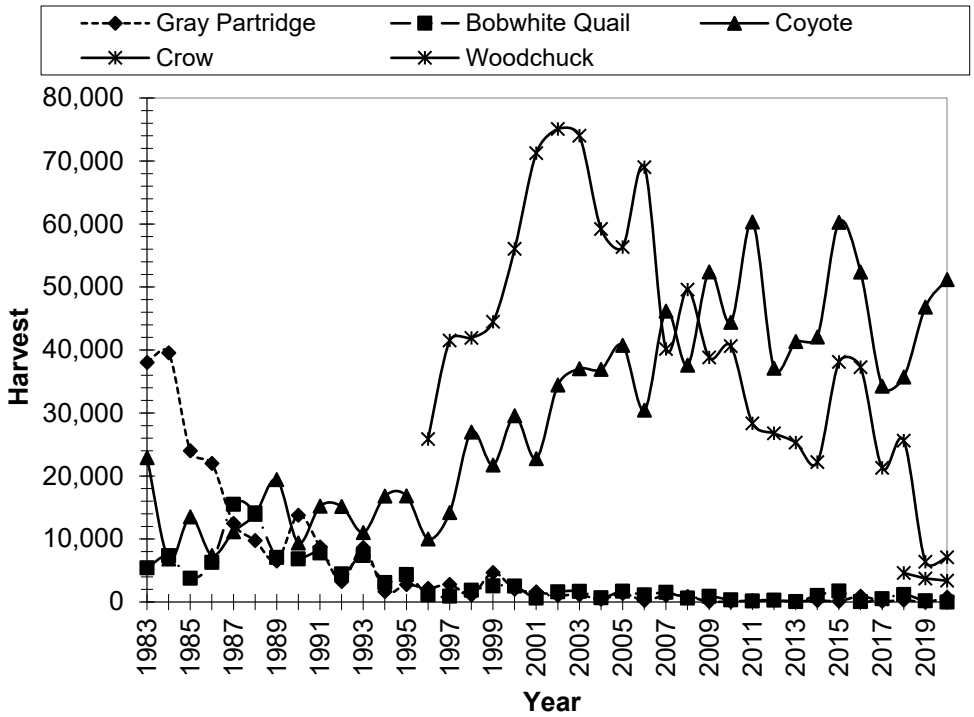 Gray Partridge Bobwhite Quail Coyote
Crow Woodchuck
80,000
70,000
60,000
50,000
40,000
30,000
20,000
10,000
0
Harvest
1983 1985 1987 1989 1991 1993 1995 1997 1999 2001 2003 2005 2007 2009 2011 2013 2015 2017 2019
Year